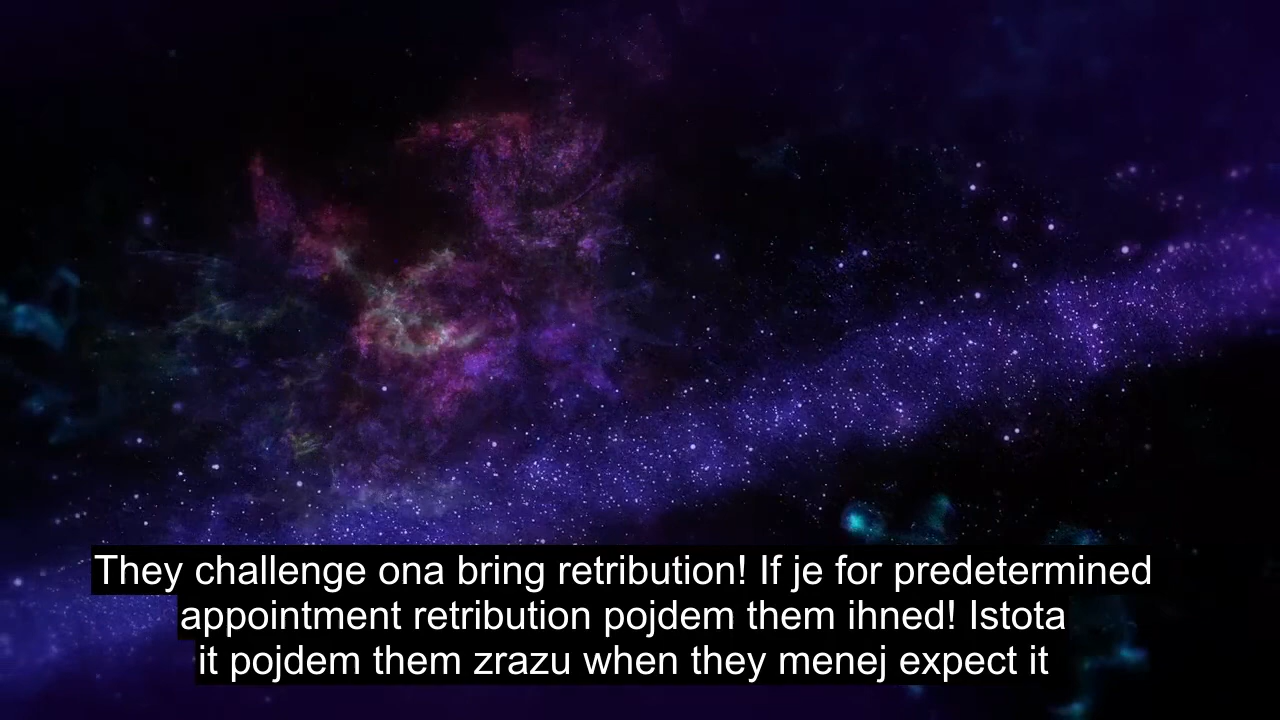 They challenge ona bring retribution! If je for predetermined
appointment retribution pojdem them ihned! Istota
it pojdem them zrazu when they menej expect it